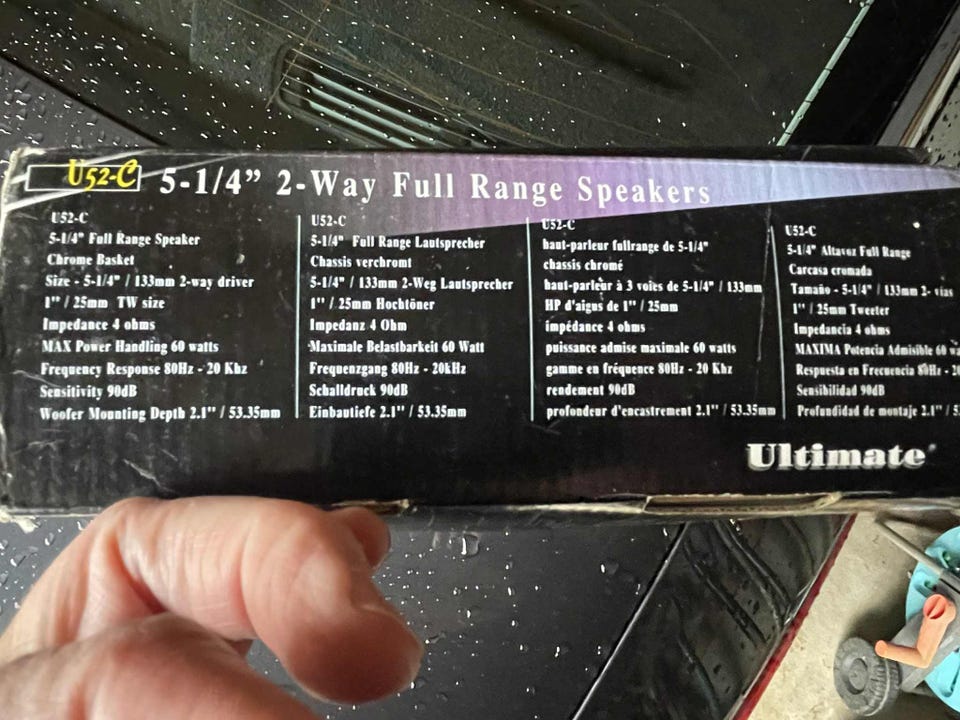 U52-C
5-1/4” 2-Way Full Range Speakers
U52-C
5-1/4" Full Range Speaker
Chrome Basket
Size - 5-1/4" / 133mm 2-way driver
1" / 25mm TW size
Impedance 4 ohms
MAX Power Handling 60 watts
Frequency Response 80Hz - 20 Khz
Sensitivity 90dB
Woofer Mounting Depth 2.1" / 53.35mm
U52-C
5-1/4" Full Range Lautsprecher
Chassis verchromt
5-1/4" / 133mm 2-Weg Lautsprecher
1" / 25mm Hochtöner
Impedanz 4 Ohm
Maximale Belastbarkeit 60 Watt
Frequenzgang 80Hz - 20kHz
Schalldruck 90dB
Einbautiefe 2.1" / 53.35mm
U52-C
haut-parleur fullrange de 5-1/4"
chassis chromé
haut-parleur à 3 voies de 5-1/4" / 133mm
HP d'aigus de 1" / 25mm
impédance 4 ohms
puissance admise maximale 60 watts
gamme en fréquence 80Hz - 20 Khz
rendement 90dB
profondeur d'encastrement 2.1" / 53.35mm
U52-C
5-1/4" Altavoz Full Range
Carcasa cromada
Tamaño - 5-1/4" / 133mm 2- vias
1" / 25mm Tweeter
Impedancia 4 ohms
MAXIMA Potencia Admisible 60
Respuesta en Frecuencia 80Hz -
Sensibilidad 90dB
Profundidad de montaje 2.1" /
Ultimate